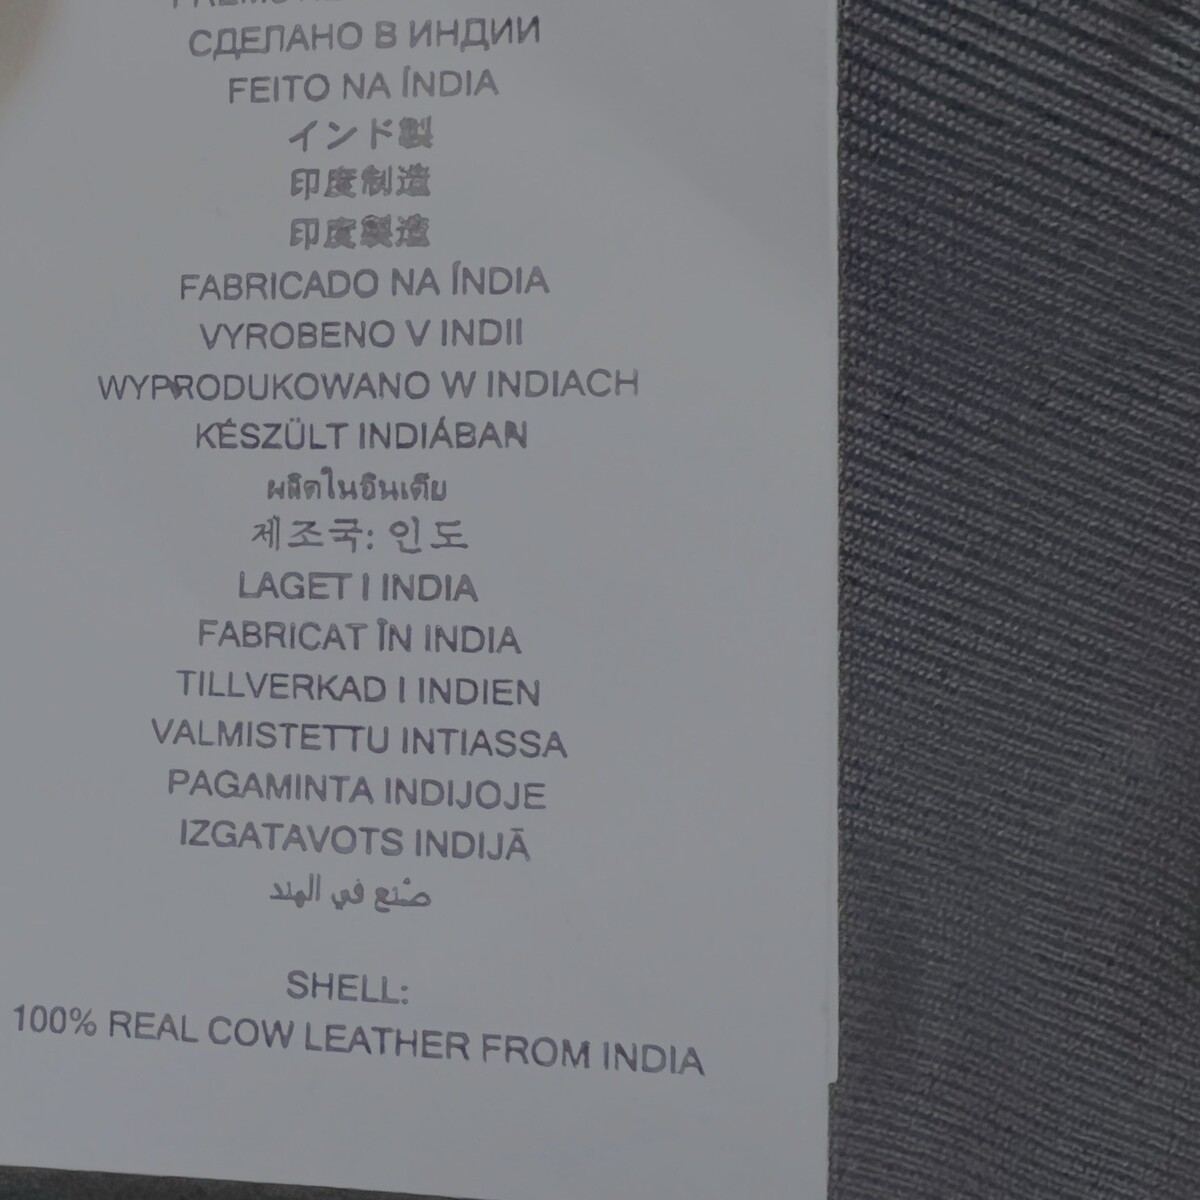 СДЕЛАНО В ИНДИИ
FEITO NA ÍNDIA
インド製
印度制造
印度製造
FABRICADO NA ÍNDIA
VYROBENO V INDII
WYPRODUKOWANO W INDIACH
KÉSZÜLT INDIÁBAN
ผลิตในอินเดีย
제조국: 인도
LAGET I INDIA
FABRICAT ÎN INDIA
TILLVERKAD I INDIEN
VALMISTETTU INTIASSA
PAGAMINTA INDIJOJE
IZGATAVOTS INDIJĀ
صُنع في الهند
SHELL:
100% REAL COW LEATHER FROM INDIA